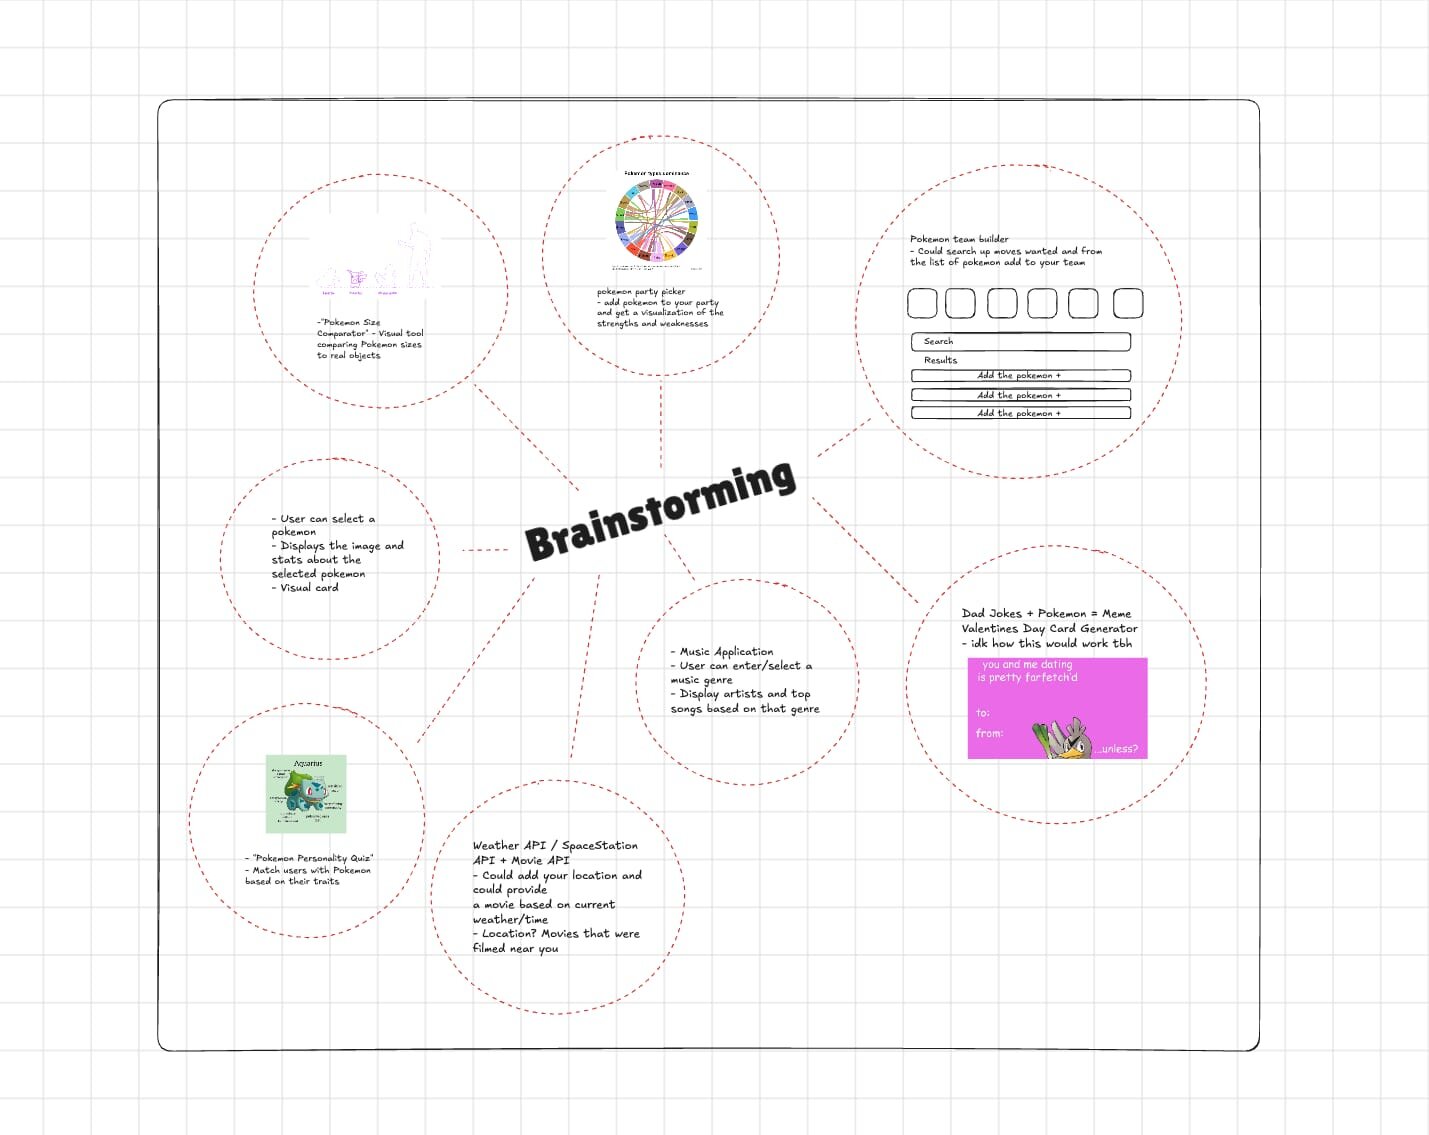 Pokemon types dominance
pokemon party picker
- add pokemon to your party
and get a visualization of the
strengths and weaknesses
-"Pokemon Size
Comparator" - Visual tool
comparing Pokemon sizes
to real objects
Pokemon team builder
- Could search up moves wanted and from
the list of pokemon add to your team
Search
Results
Add the pokemon +
Add the pokemon +
Add the pokemon +
Brainstorming
- User can select a
pokemon
- Displays the image and
stats about the
selected pokemon
- Visual card
- Music Application
- User can enter/select a
music genre
- Display artists and top
songs based on that genre
Dad Jokes + Pokemon = Meme
Valentines Day Card Generator
- idk how this would work tbh
you and me dating
is pretty farfetch'd
to:
from:
...unless?
Aquarius
- "Pokemon Personality Quiz"
- Match users with Pokemon
based on their traits
Weather API / SpaceStation
API + Movie API
- Could add your location and
could provide
a movie based on current
weather/time
- Location? Movies that were
filmed near you